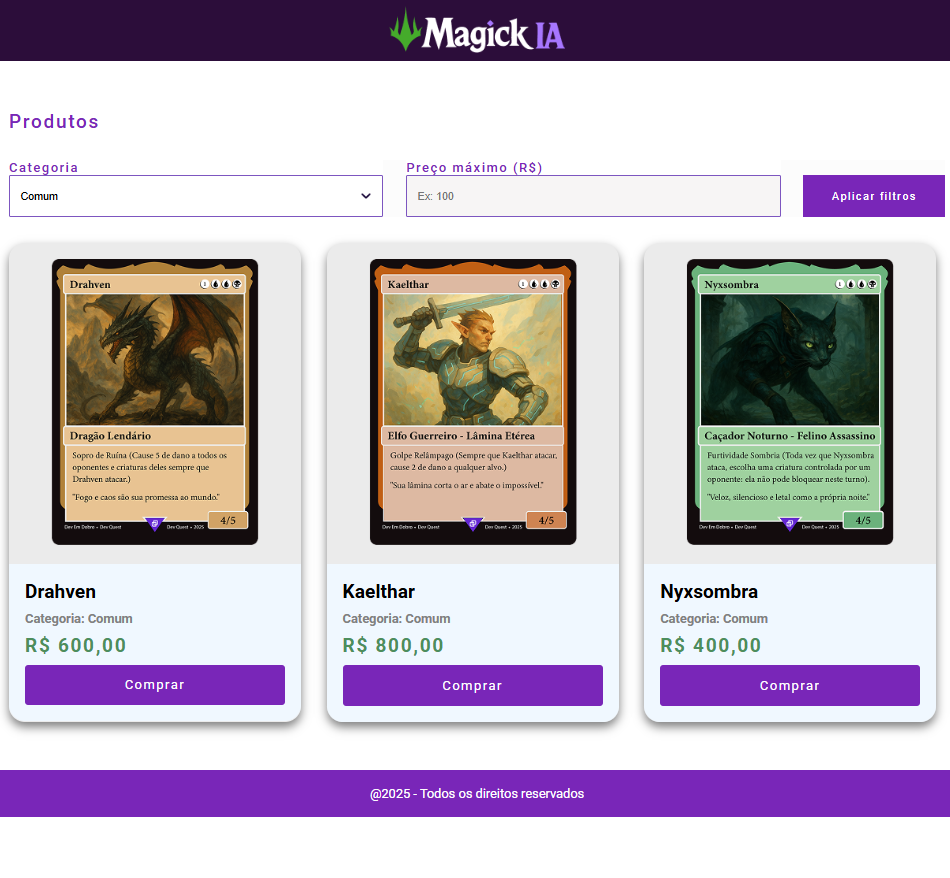 Magick IA
Produtos
Categoria
Comum
Preço máximo (R$)
Ex: 100
Aplicar filtros
Drahven
1
Dragão Lendário
Sopro de Ruína (Cause 5 de dano a todos os
oponentes e criaturas deles sempre que
Drahven atacar.)
"Fogo e caos são sua promessa ao mundo."
4/5
Dev Em Dobro • Dev Quest
Dev Quest • 2025
Kaelthar
1
Elfo Guerreiro - Lâmina Etérea
Golpe Relâmpago (Sempre que Kaelthar atacar,
cause 2 de dano a qualquer alvo.)
"Sua lâmina corta o ar e abate o impossível."
4/5
Dev Em Dobro • Dev Quest
Dev Quest • 2025
Nyxsombra
1
Caçador Noturno - Felino Assassino
Furtividade Sombria (Toda vez que Nyxsombra
ataca, escolha uma criatura controlada por um
oponente: ela não pode bloquear neste turno).
"Veloz, silencioso e letal como a própria noite."
4/5
Dev Em Dobro • Dev Quest
Dev Quest • 2025
Drahven
Categoria: Comum
R$ 600,00
Comprar
Kaelthar
Categoria: Comum
R$ 800,00
Comprar
Nyxsombra
Categoria: Comum
R$ 400,00
Comprar
@2025 - Todos os direitos reservados